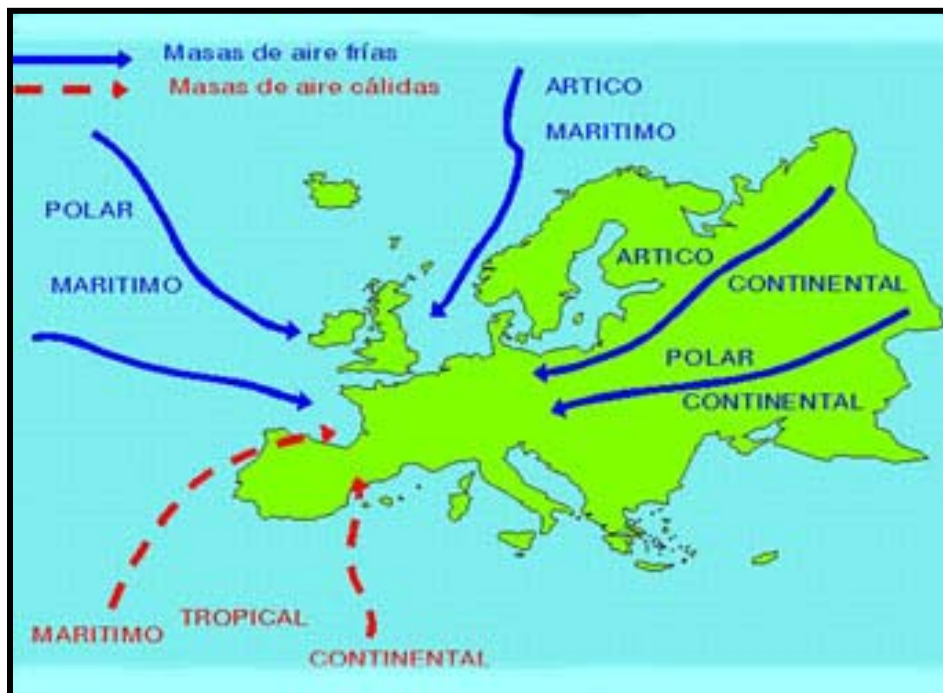 Masas de aire frías
Masas de aire cálidas
ARTICO
MARITIMO
POLAR
MARITIMO
ARTICO
CONTINENTAL
POLAR
CONTINENTAL
TROPICAL
MARITIMO
CONTINENTAL